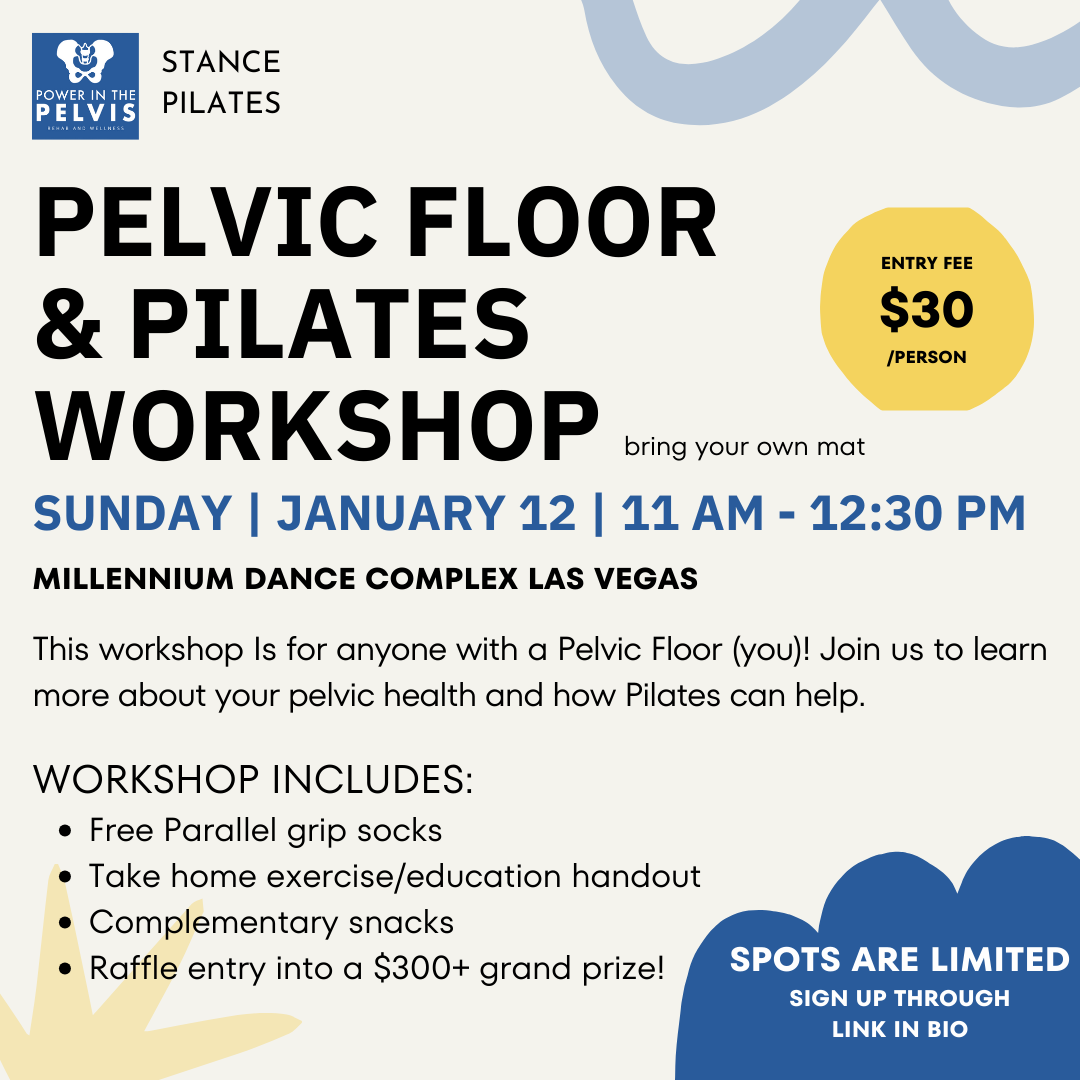 POWER IN THE
PELVIS
REHAB AND WELLNESS
STANCE
PILATES
PELVIC FLOOR
& PILATES
WORKSHOP
bring your own mat
ENTRY FEE
$30
/PERSON
SUNDAY | JANUARY 12 | 11 AM - 12:30 PM
MILLENNIUM DANCE COMPLEX LAS VEGAS
This workshop Is for anyone with a Pelvic Floor (you)! Join us to learn
more about your pelvic health and how Pilates can help.
WORKSHOP INCLUDES:
• Free Parallel grip socks
• Take home exercise/education handout
• Complementary snacks
• Raffle entry into a $300+ grand prize!
SPOTS ARE LIMITED
SIGN UP THROUGH
LINK IN BIO